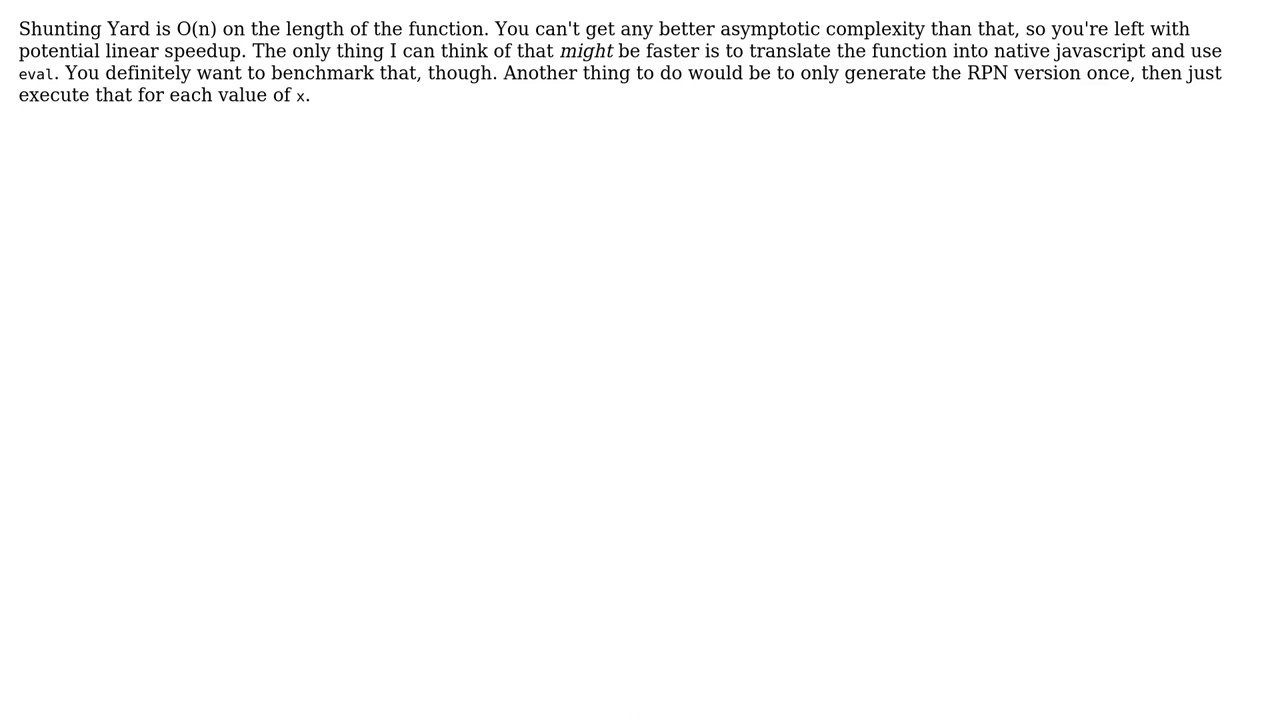 Shunting Yard is O(n) on the length of the function. You can't get any better asymptotic complexity than that, so you're left with
potential linear speedup. The only thing I can think of that might be faster is to translate the function into native javascript and use
eval. You definitely want to benchmark that, though. Another thing to do would be to only generate the RPN version once, then just
execute that for each value of x.